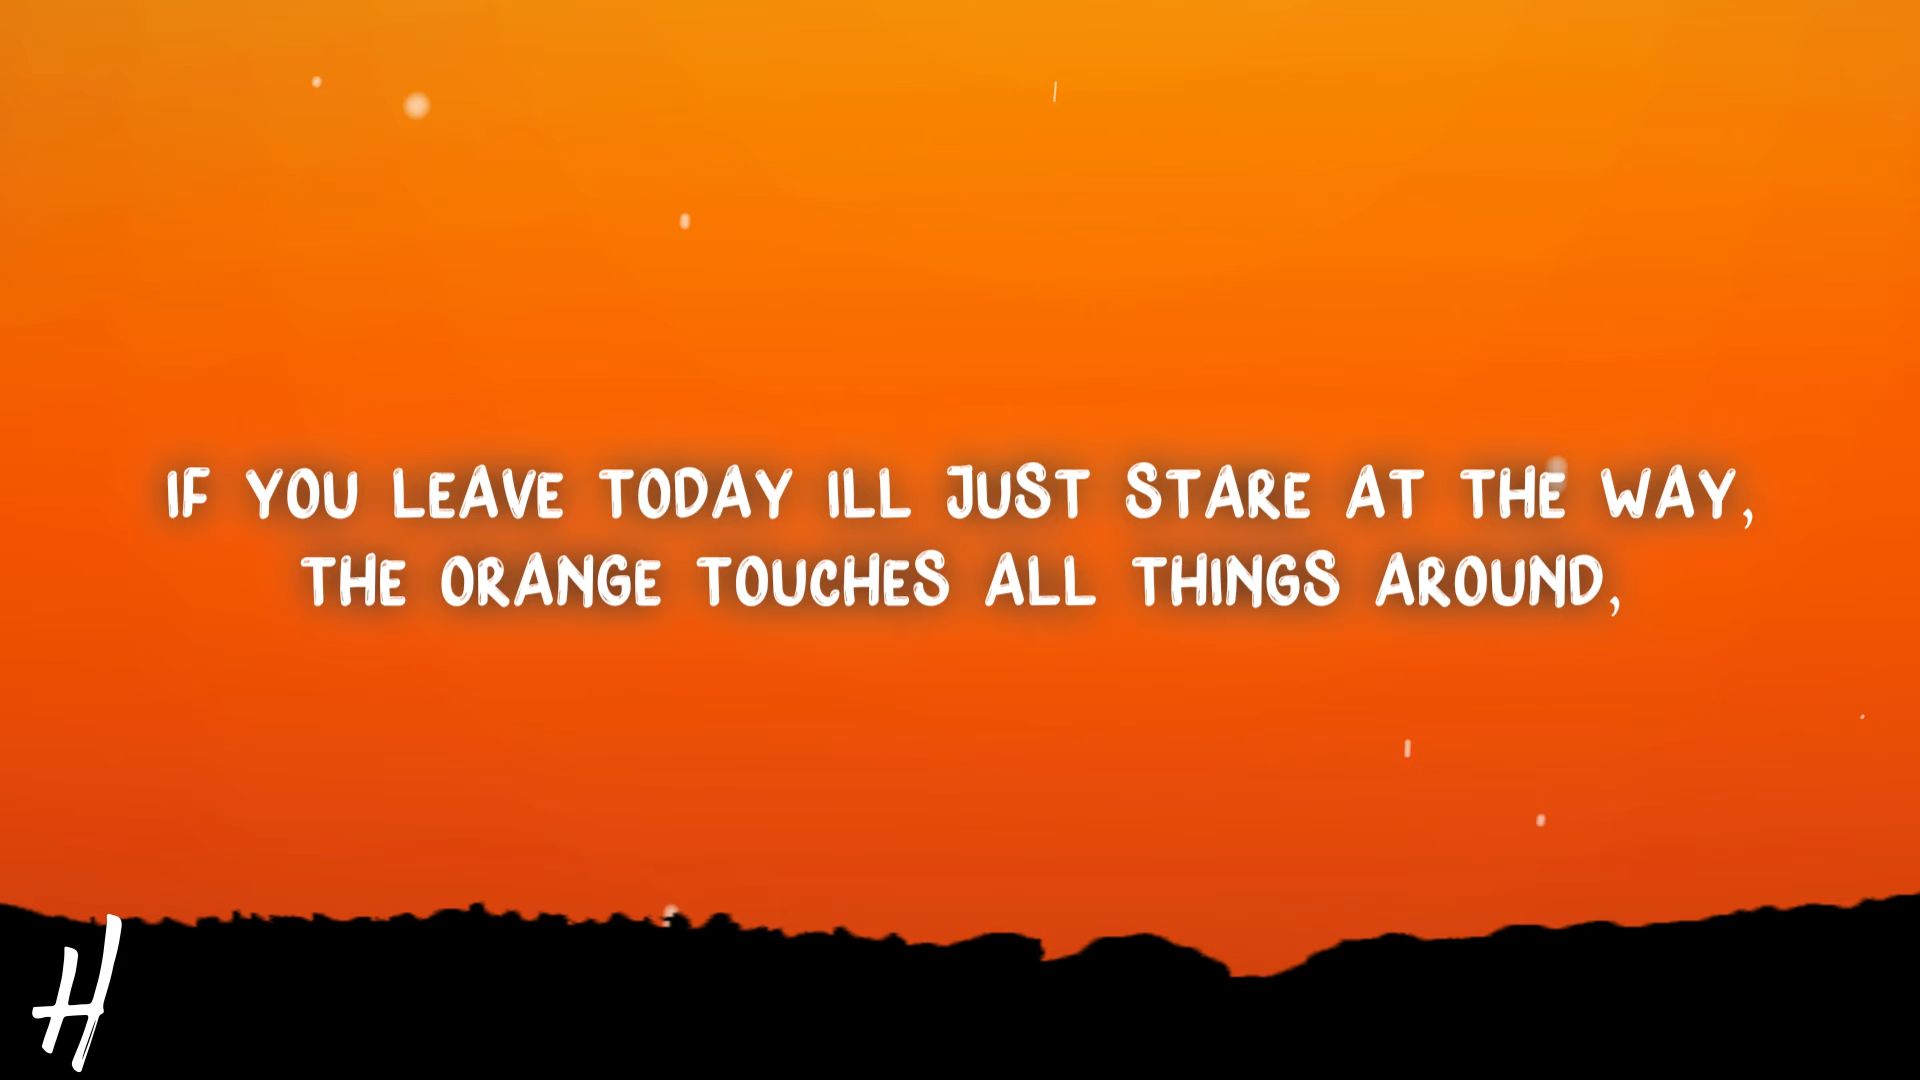 IF YOU LEAVE TODAY ILL JUST STARE AT THE WAY,
THE ORANGE TOUCHES ALL THINGS AROUND,
H